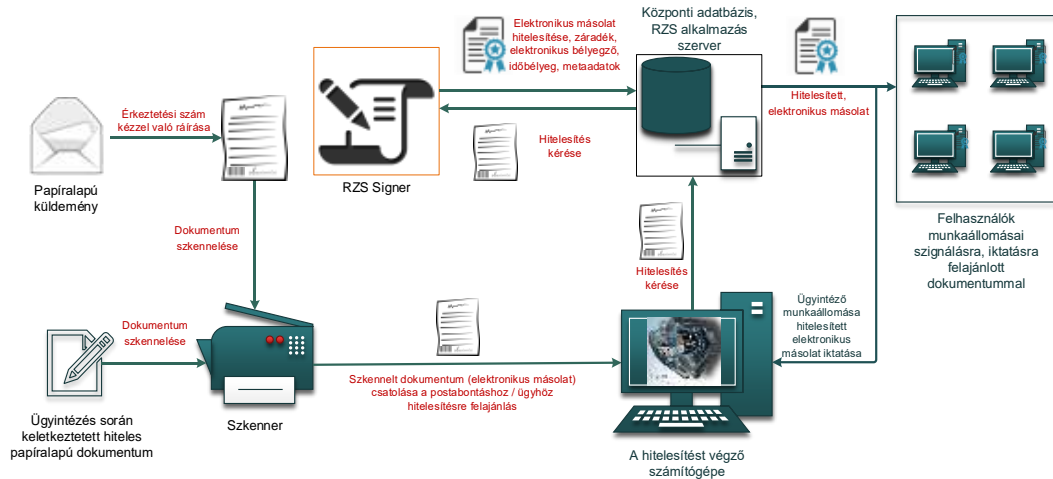 Érkeztetési szám
kézzel való ráírása
Papíralapú
küldemény
RZS Signer
Elektronikus másolat
hitelesítése, záradék,
elektronikus bélyegző,
időbélyeg, metaadatok
Hitelesítés
kérése
Központi adatbázis,
RZS alkalmazás
szerver
Hitelesített,
elektronikus másolat
Felhasználók
munkaállomásai
szignálásra, iktatásra
felajánlott
dokumentummal
Dokumentum
szkennelése
Hitelesítés
kérése
Ügyintéző
munkaállomása
hitelesített
elektronikus
másolat iktatása
Dokumentum
szkennelése
Ügyintézés során
keletkeztetett hiteles
papíralapú dokumentum
Szkenner
Szkennelt dokumentum (elektronikus másolat)
csatolása a postabontáshoz / ügyhöz
hitelesítésre felajánlás
A hitelesítést végző
számítógépe